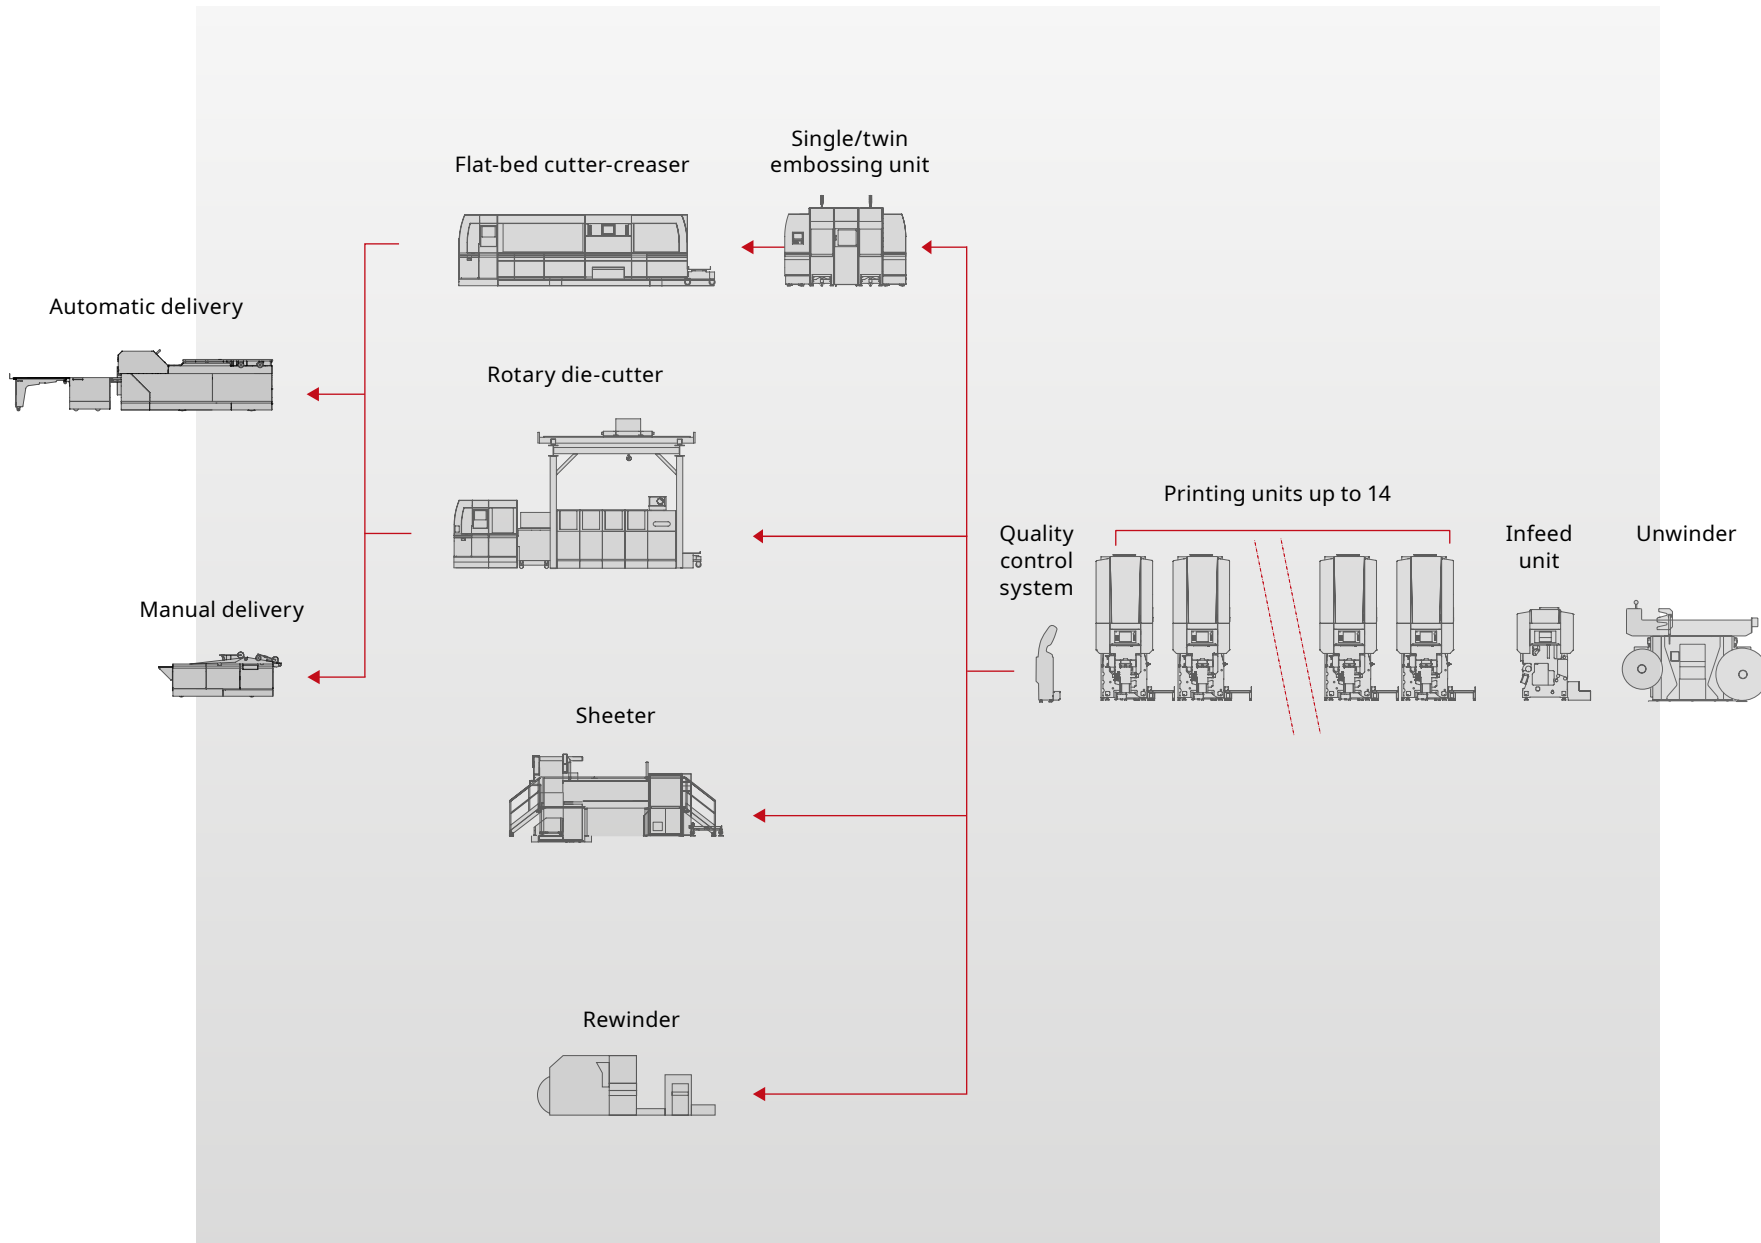 Single/twin
embossing unit
Flat-bed cutter-creaser
Automatic delivery
Rotary die-cutter
Printing units up to 14
Quality
control
system
Infeed
unit
Unwinder
Manual delivery
Sheeter
Rewinder